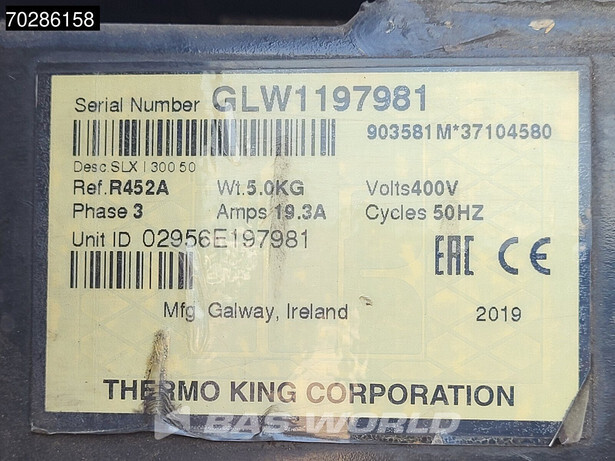 70286158
Serial Number GLW1197981
903581M*37104580
Desc.SLX I 300 50
Ref.R452A Wt.5.0KG Volts400V
Phase 3 Amps 19.3A Cycles 50HZ
Unit ID 02956E197981
EAC CE
Mfg Galway, Ireland 2019
THERMO KING CORPORATION
BAS WORLD